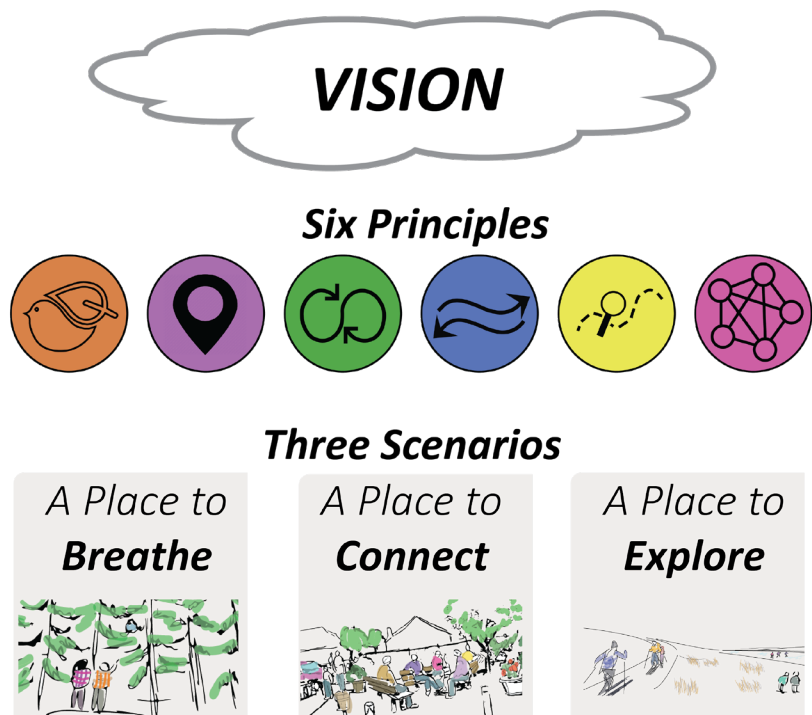 VISION
Six Principles
Three Scenarios
A Place to
Breathe
A Place to
Connect
A Place to
Explore